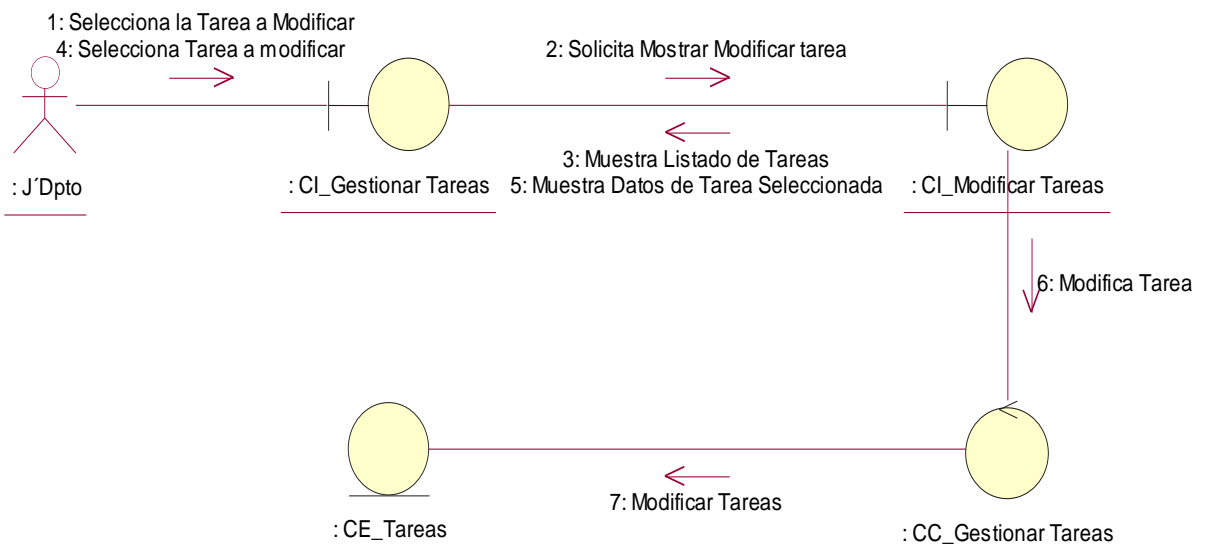 1: Selecciona la Tarea a Modificar
4: Selecciona Tarea a modificar
2: Solicita Mostrar Modificar tarea
3: Muestra Listado de Tareas
5: Muestra Datos de Tarea Seleccionada
: J´Dpto
: CI_Gestionar Tareas
: CI_Modificar Tareas
6: Modifica Tarea
7: Modificar Tareas
: CE_Tareas
: CC_Gestionar Tareas